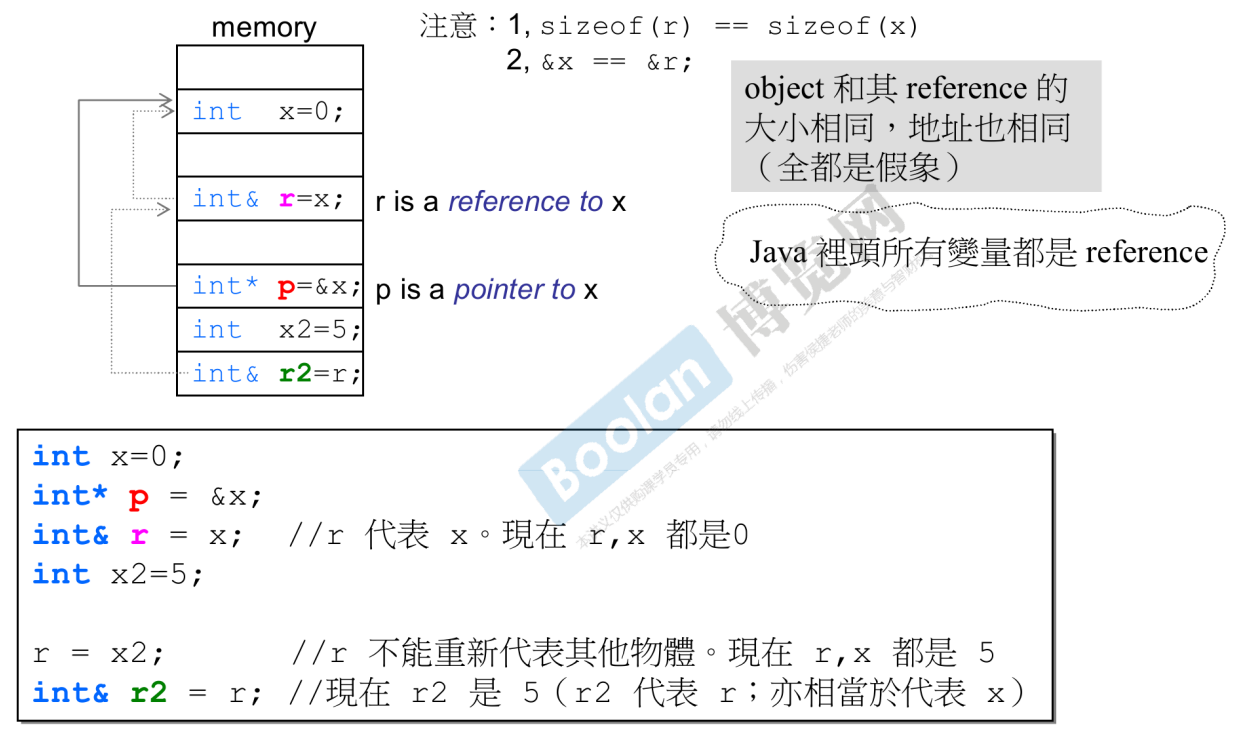 memory
注意：1, sizeof(r) == sizeof(x)
2, &x == &r;
object 和其 reference 的
大小相同，地址也相同
（全都是假象）
int x=0;
int& r=x;
r is a reference to x
Java 裡頭所有變量都是 reference
int* p=&x;
p is a pointer to x
int x2=5;
int& r2=r;
Boolan 博览网
本讲义仅供购课学员专用，请勿线上传播，伤害侯捷老师的
int x=0;
int* p = &x;
int& r = x; //r 代表 x。現在 r,x 都是0
int x2=5;
r = x2; //r 不能重新代表其他物體。現在 r,x 都是 5
int& r2 = r; //現在 r2 是 5（r2 代表 r；亦相當於代表 x）